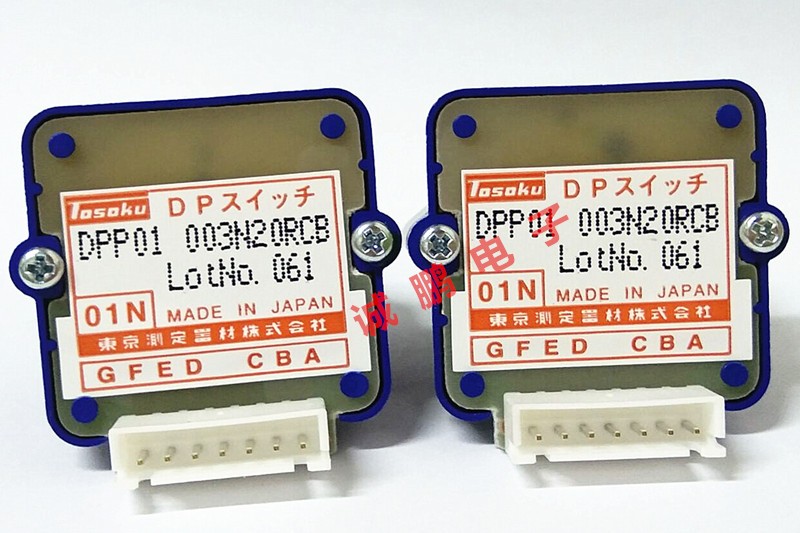 Tosoku DPスイッチ
DPP01 003N20RCB
LotNo. 061
01N MADE IN JAPAN
東京測定器材株式会社
GFED CBA
Tosoku DPスイッチ
DPP01 003N20RCB
LotNo. 061
01N MADE IN JAPAN
東京測定器材株式会社
GFED CBA
诚鹏电子